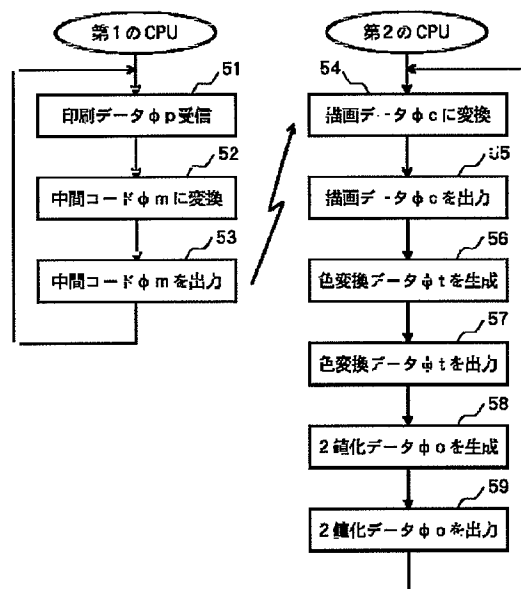 第1のCPU
51
印刷データφp受信
52
中間コードφmに変換
53
中間コードφmを出力
第2のCPU
54
描画データφcに変換
55
描画データφcを出力
56
色変換データφtを生成
57
色変換データφtを出力
58
2値化データφoを生成
59
2値化データφoを出力